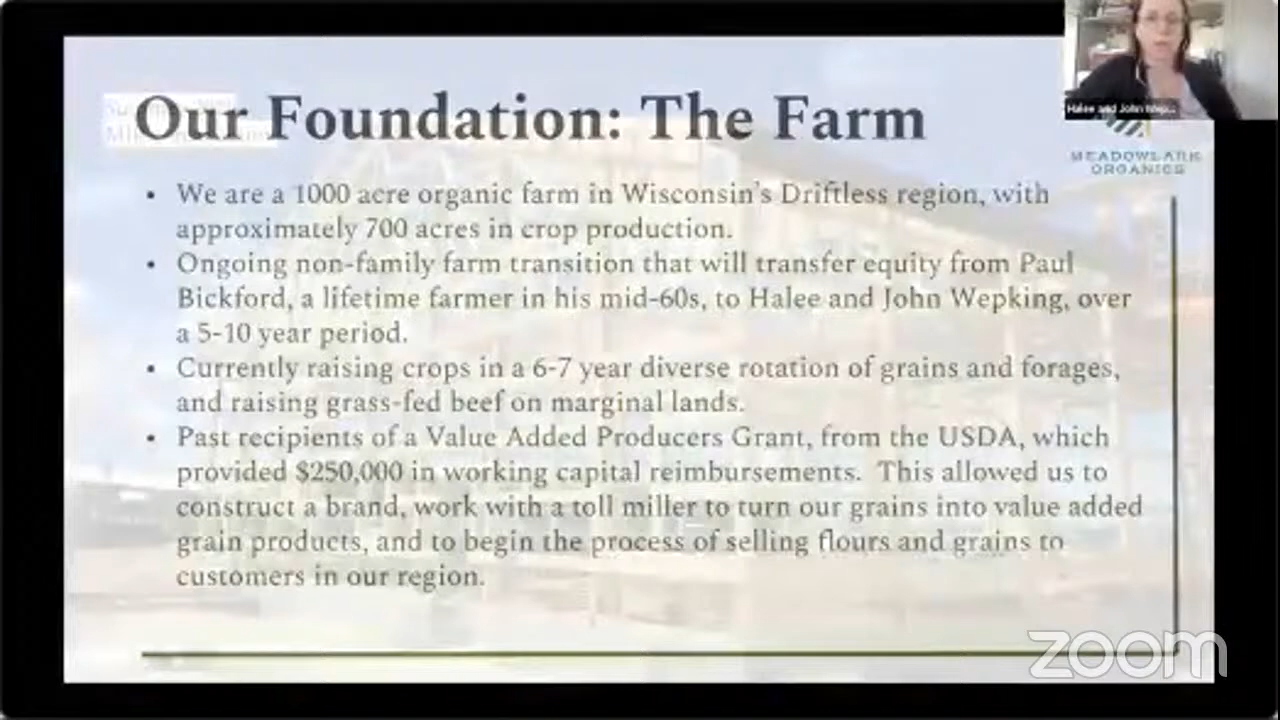 Our Foundation: The Farm
Halee and John Wepk...
MEADOWLARK
ORGANICS
• We are a 1000 acre organic farm in Wisconsin's Driftless region, with
approximately 700 acres in crop production.
• Ongoing non-family farm transition that will transfer equity from Paul
Bickford, a lifetime farmer in his mid-60s, to Halee and John Wepking, over
a 5-10 year period.
• Currently raising crops in a 6-7 year diverse rotation of grains and forages,
and raising grass-fed beef on marginal lands.
• Past recipients of a Value Added Producers Grant, from the USDA, which
provided $250,000 in working capital reimbursements. This allowed us to
construct a brand, work with a toll miller to turn our grains into value added
grain products, and to begin the process of selling flours and grains to
customers in our region.
zoom